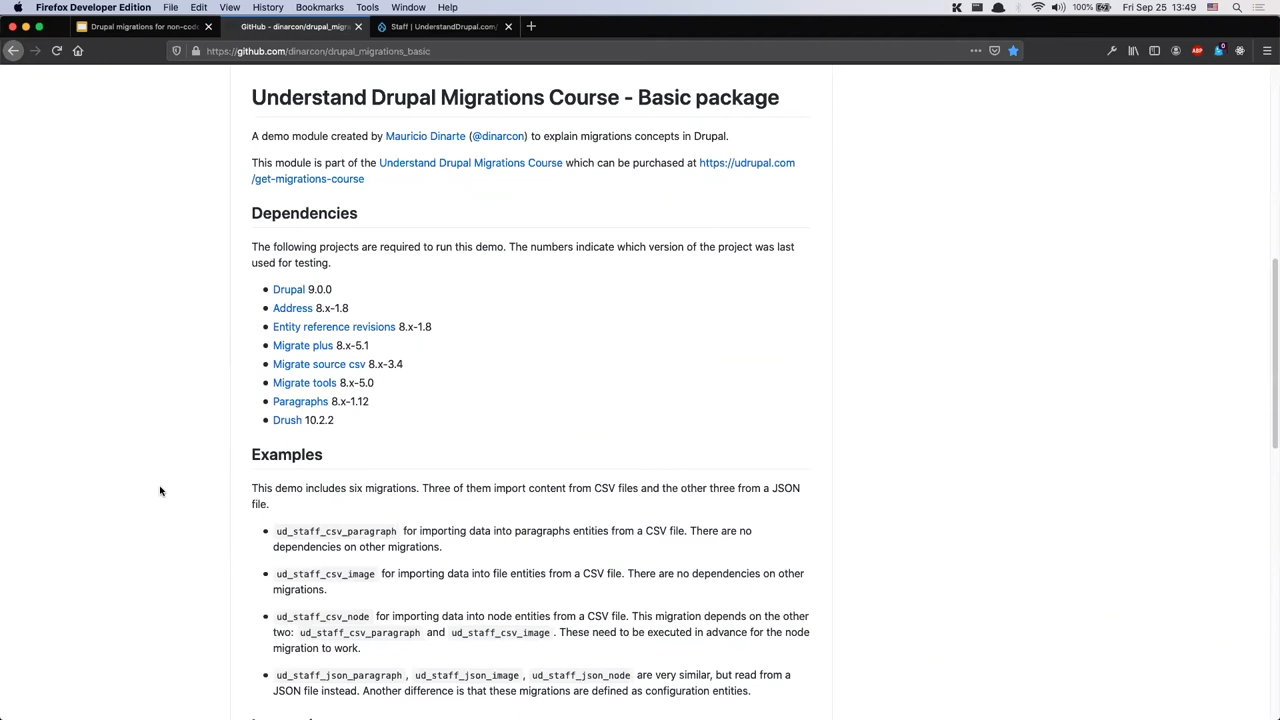 Firefox Developer Edition File Edit View History Bookmarks Tools Window Help 100% Fri Sep 25 13:49
Drupal migrations for non-code GitHub - dinarcon/drupal_migra Staff | UnderstandDrupal.com/
https://github.com/dinarcon/drupal_migrations_basic
Understand Drupal Migrations Course - Basic package
A demo module created by Mauricio Dinarte (@dinarcon) to explain migrations concepts in Drupal.
This module is part of the Understand Drupal Migrations Course which can be purchased at https://udrupal.com
/get-migrations-course
Dependencies
The following projects are required to run this demo. The numbers indicate which version of the project was last
used for testing.
Drupal 9.0.0
Address 8.x-1.8
Entity reference revisions 8.x-1.8
Migrate plus 8.x-5.1
Migrate source csv 8.x-3.4
Migrate tools 8.x-5.0
Paragraphs 8.x-1.12
Drush 10.2.2
Examples
This demo includes six migrations. Three of them import content from CSV files and the other three from a JSON
file.
ud_staff_csv_paragraph for importing data into paragraphs entities from a CSV file. There are no
dependencies on other migrations.
ud_staff_csv_image for importing data into file entities from a CSV file. There are no dependencies on other
migrations.
ud_staff_csv_node for importing data into node entities from a CSV file. This migration depends on the other
two: ud_staff_csv_paragraph and ud_staff_csv_image. These need to be executed in advance for the node
migration to work.
ud_staff_json_paragraph, ud_staff_json_image, ud_staff_json_node are very similar, but read from a
JSON file instead. Another difference is that these migrations are defined as configuration entities.